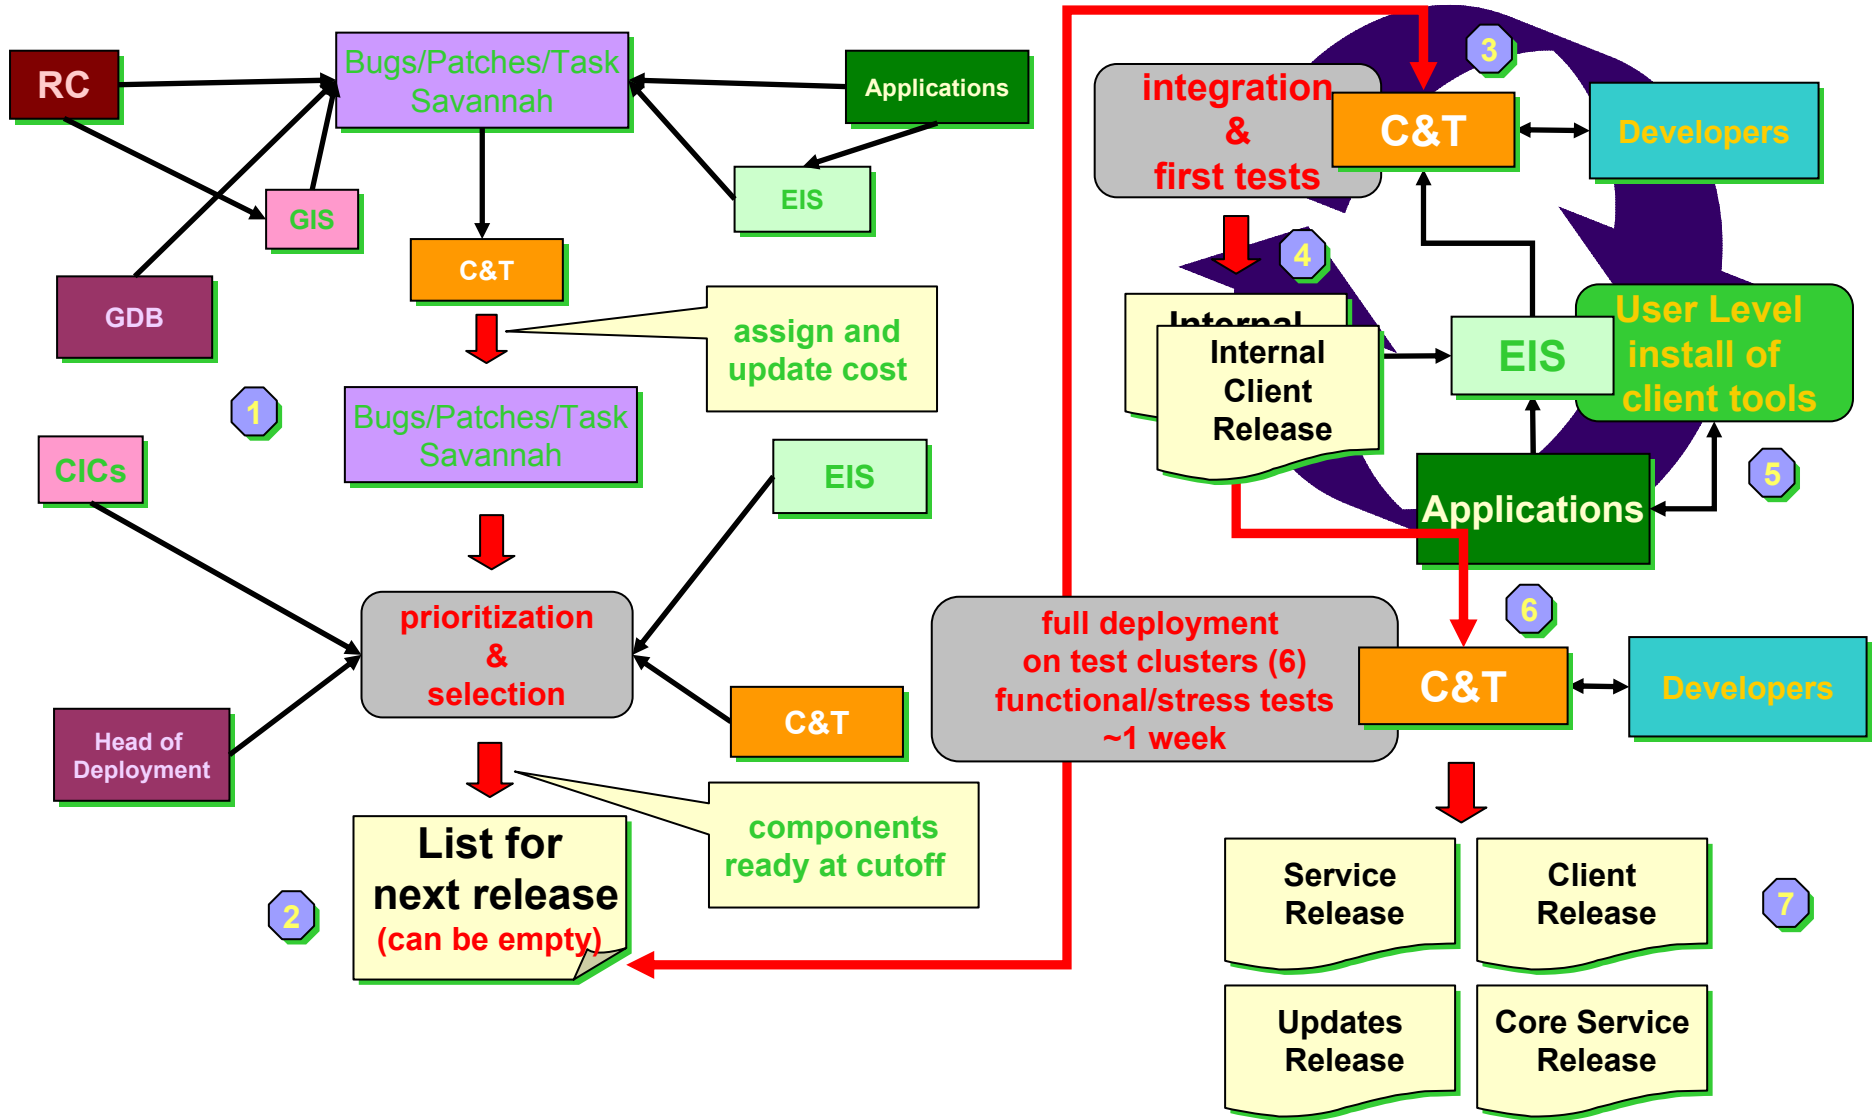 RC
Bugs/Patches/Task
Savannah
Applications
GIS
EIS
GDB
C&T
assign and
update cost
1
Bugs/Patches/Task
Savannah
CICs
EIS
prioritization
&
selection
Head of
Deployment
C&T
components
ready at cutoff
List for
next release
(can be empty)
2
3
integration
&
first tests
C&T
Developers
4
Internal
Internal
Client
Release
EIS
User Level
install of
client tools
5
Applications
6
full deployment
on test clusters (6)
functional/stress tests
~1 week
C&T
Developers
Service
Release
Client
Release
7
Updates
Release
Core Service
Release